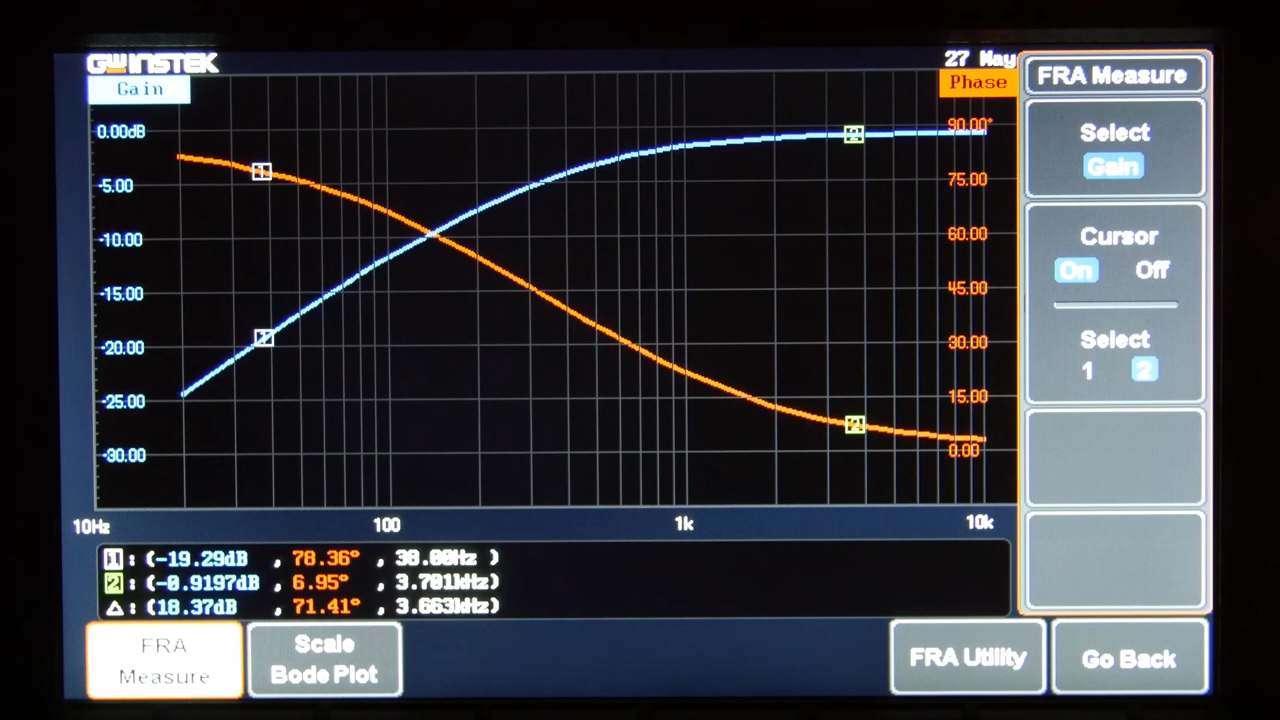 GWINSTEK
27 May
Gain
Phase
FRA Measure
0.00dB
-5.00
-10.00
-15.00
-20.00
-25.00
-30.00
90.00°
75.00
60.00
45.00
30.00
15.00
0.00
1
2
1
2
10Hz
100
1k
10k
Select
Gain
Cursor
On Off
Select
1 2
1 : (-19.29dB , 78.36° , 38.00Hz )
2 : (-0.9197dB , 6.95° , 3.701kHz)
△ : (18.37dB , 71.41° , 3.663kHz)
FRA
Measure
Scale
Bode Plot
FRA Utility
Go Back